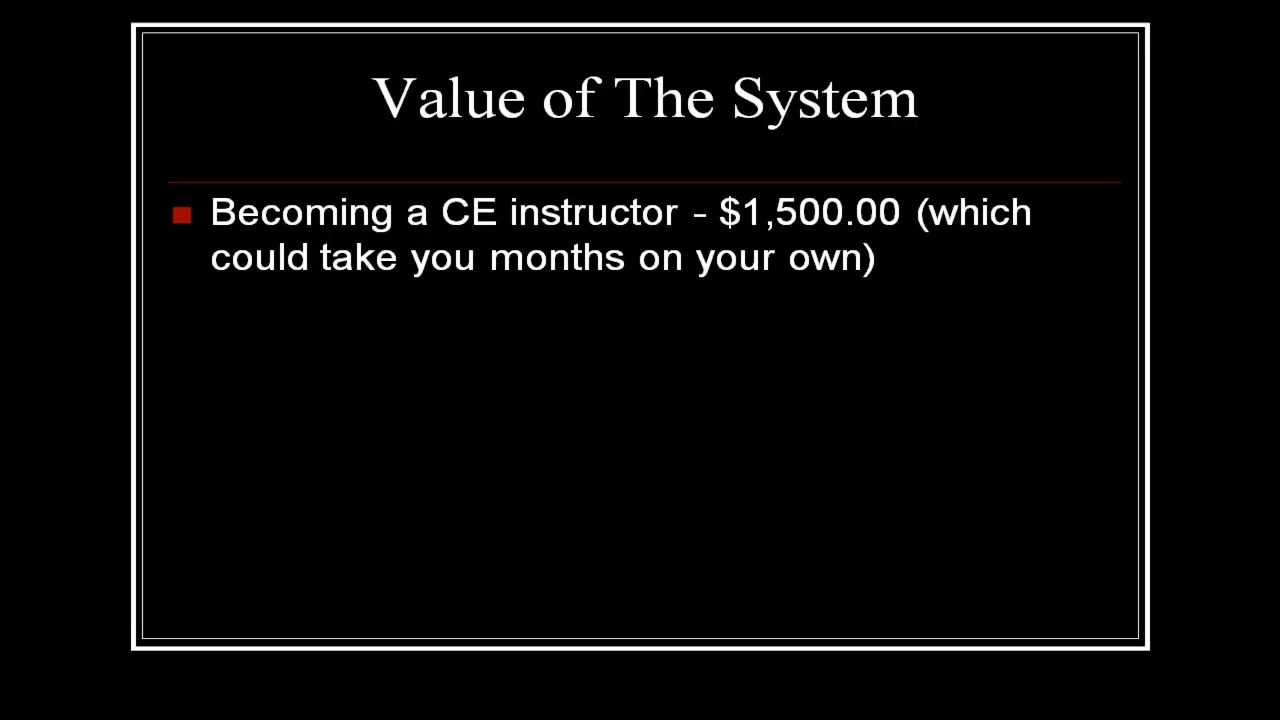 Value of The System
Becoming a CE instructor - $1,500.00 (which
could take you months on your own)